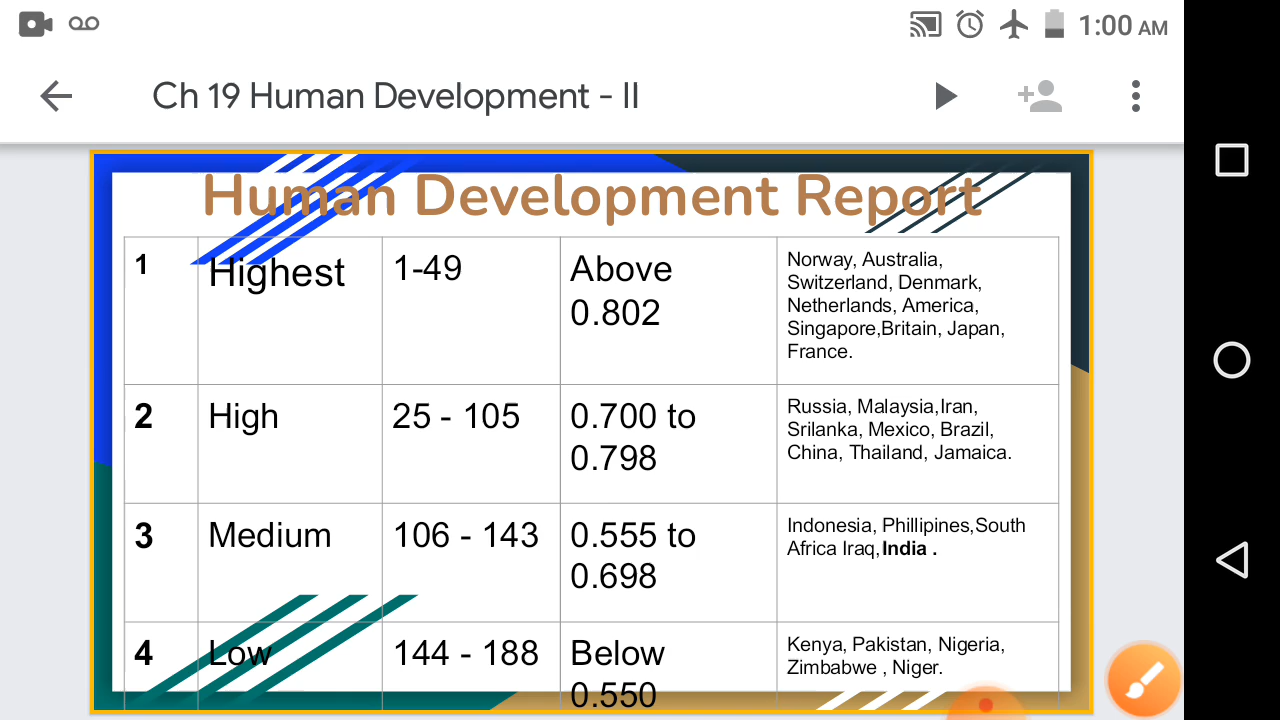 1:00 AM
Ch 19 Human Development - II
Human Development Report
1
Highest
1-49
Above
0.802
Norway, Australia,
Switzerland, Denmark,
Netherlands, America,
Singapore,Britain, Japan,
France.
2
High
25 - 105
0.700 to
0.798
Russia, Malaysia,Iran,
Srilanka, Mexico, Brazil,
China, Thailand, Jamaica.
3
Medium
106 - 143
0.555 to
0.698
Indonesia, Phillipines,South
Africa Iraq,India .
4
Low
144 - 188
Below
0.550
Kenya, Pakistan, Nigeria,
Zimbabwe , Niger.